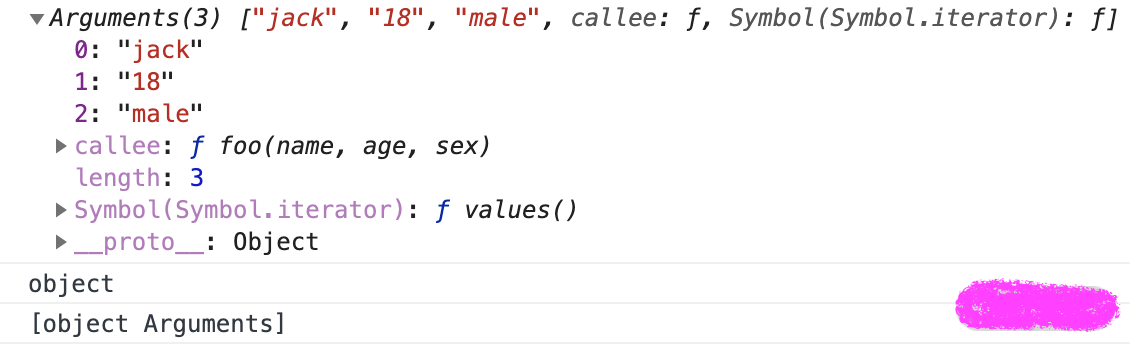 ▼Arguments(3) ["jack", "18", "male", callee: ƒ, Symbol(Symbol.iterator): ƒ]
0: "jack"
1: "18"
2: "male"
▶callee: ƒ foo(name, age, sex)
length: 3
▶Symbol(Symbol.iterator): ƒ values()
▶__proto__: Object
object
[object Arguments]